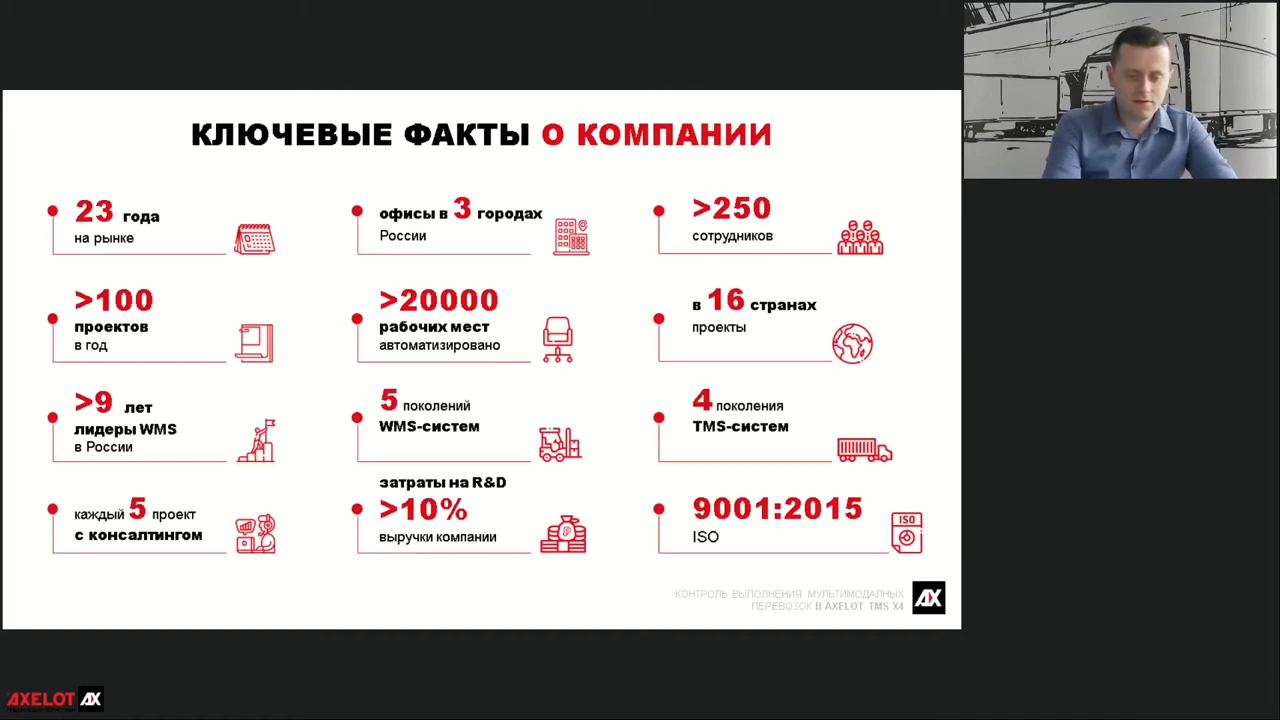 КЛЮЧЕВЫЕ ФАКТЫ О КОМПАНИИ
23 года
на рынке
офисы в 3 городах
России
>250
сотрудников
>100
проектов
в год
>20000
рабочих мест
автоматизировано
в 16 странах
проекты
>9 лет
лидеры WMS
в России
5 поколений
WMS-систем
4 поколения
TMS-систем
каждый 5 проект
с консалтингом
затраты на R&D
>10%
выручки компании
9001:2015
ISO
ISO
КОНТРОЛЬ ВЫПОЛНЕНИЯ МУЛЬТИМОДАЛНЫХ
ПЕРЕВОЗОК В AXELOT TMS X4
AX
AXELOT AX